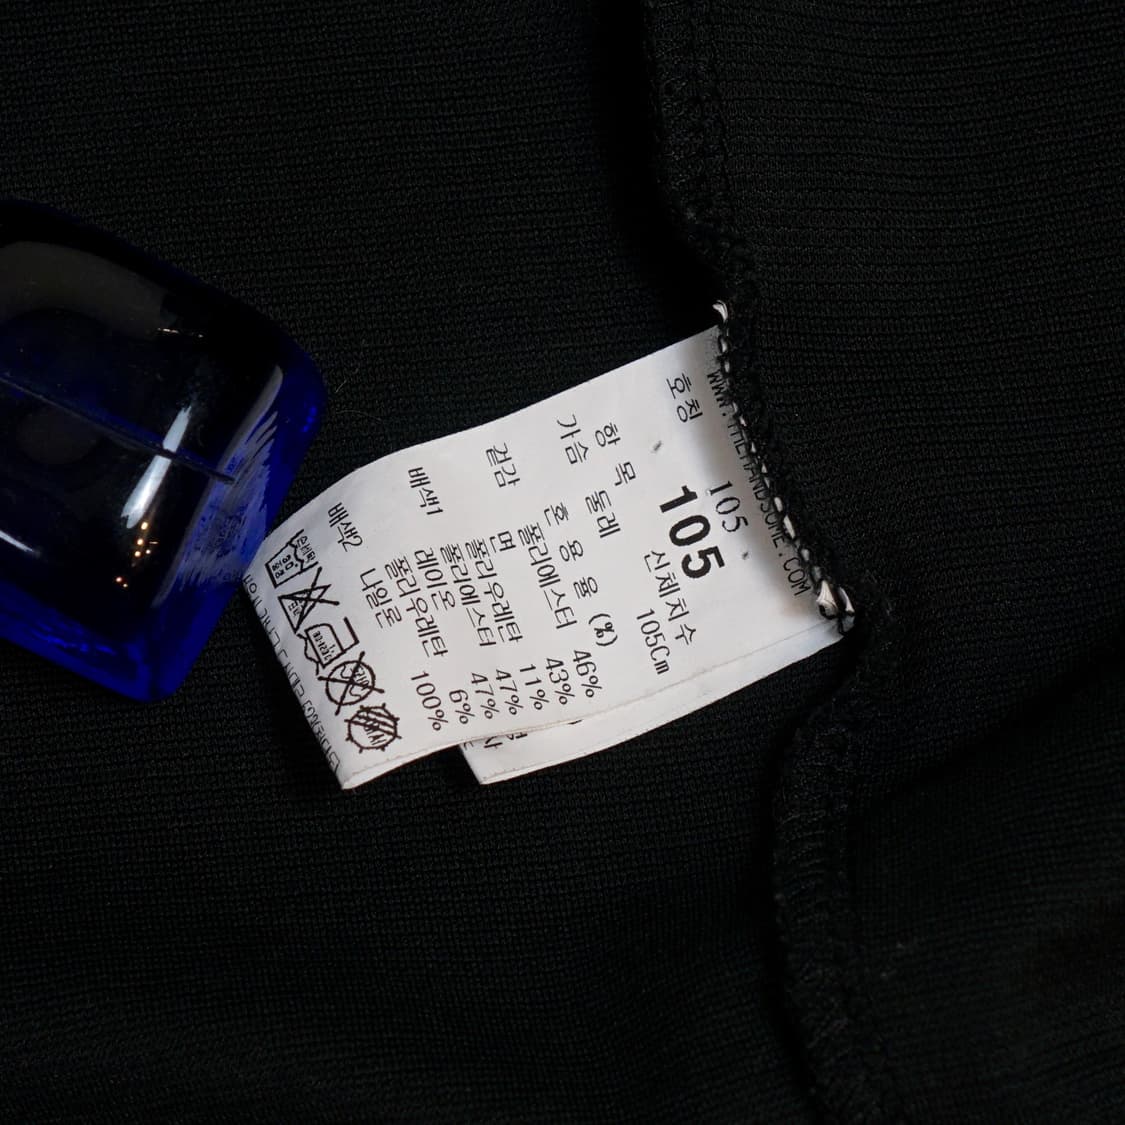 WWW.THEHANDSOME.COM
호칭 105
105
항 목 신체치수
가슴 둘레 105Cm
혼 용 율 (%)
겉감 폴리에스터 46%
면 43%
폴리우레탄 11%
배색1 폴리에스터 47%
레이온 47%
폴리우레탄 6%
배색2 나일론 100%